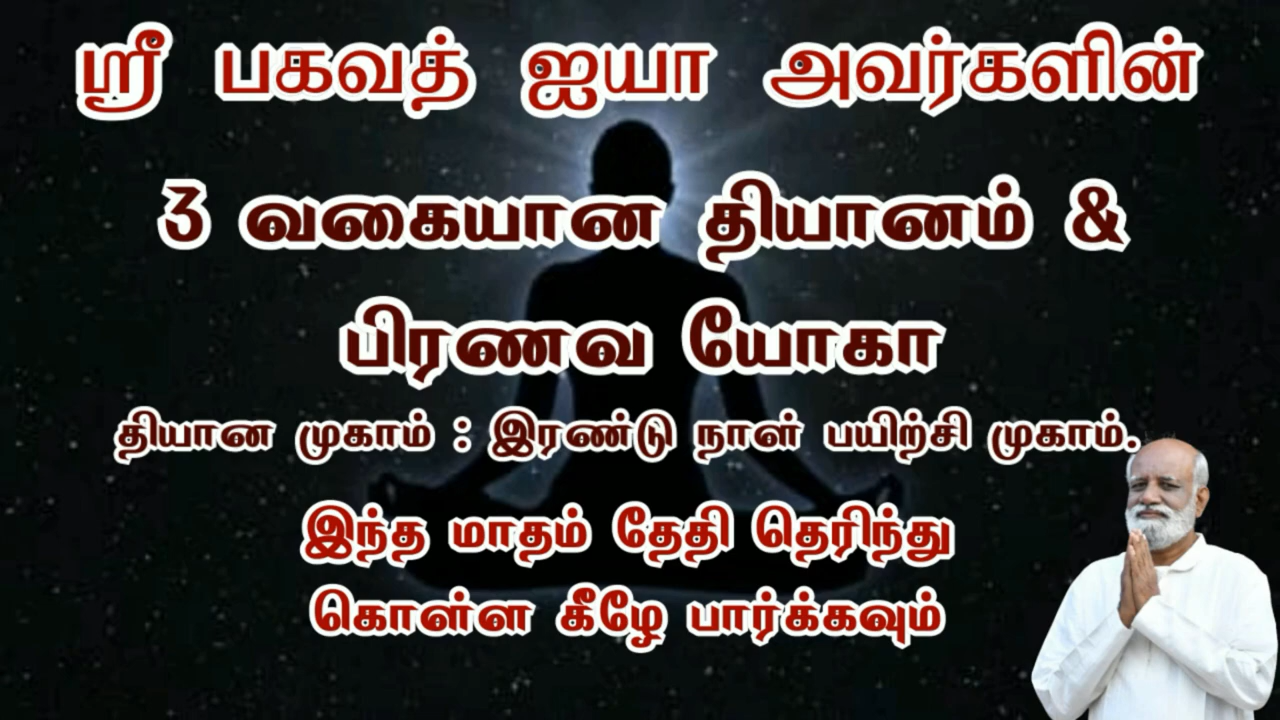 ஸ்ரீ பகவத் ஐயா அவர்களின்
3 வகையான தியானம் &
பிரணவ யோகா
தியான முகாம் : இரண்டு நாள் பயிற்சி முகாம்.
இந்த மாதம் தேதி தெரிந்து
கொள்ள கீழே பார்க்கவும்